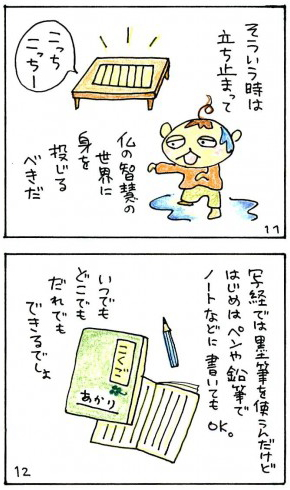 そういう時は
立ち止まって
こっち
こっちー
仏の智慧の
世界に
身を
投じる
べきだ
11
写経では墨筆を使うんだけど
はじめはペンや鉛筆で
ノートなどに書いても
OK。
いつでも
どこでも
だれでも
できるでしょ
こくご
あかり
12